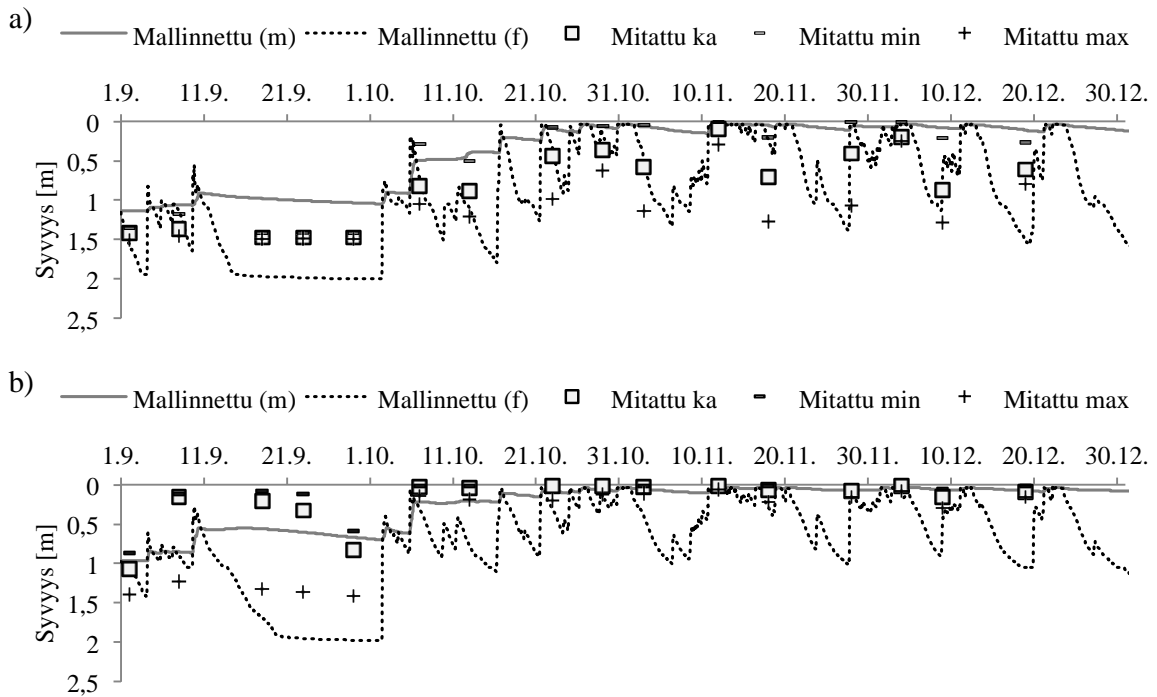 a)
Mallinnettu (m) Mallinnettu (f) Mitattu ka Mitattu min Mitattu max
1.9. 11.9. 21.9. 1.10. 11.10. 21.10. 31.10. 10.11. 20.11. 30.11. 10.12. 20.12. 30.12.
0
0,5
1
1,5
2
2,5
Syvyys [m]
b)
Mallinnettu (m) Mallinnettu (f) Mitattu ka Mitattu min Mitattu max
1.9. 11.9. 21.9. 1.10. 11.10. 21.10. 31.10. 10.11. 20.11. 30.11. 10.12. 20.12. 30.12.
0
0,5
1
1,5
2
2,5
Syvyys [m]